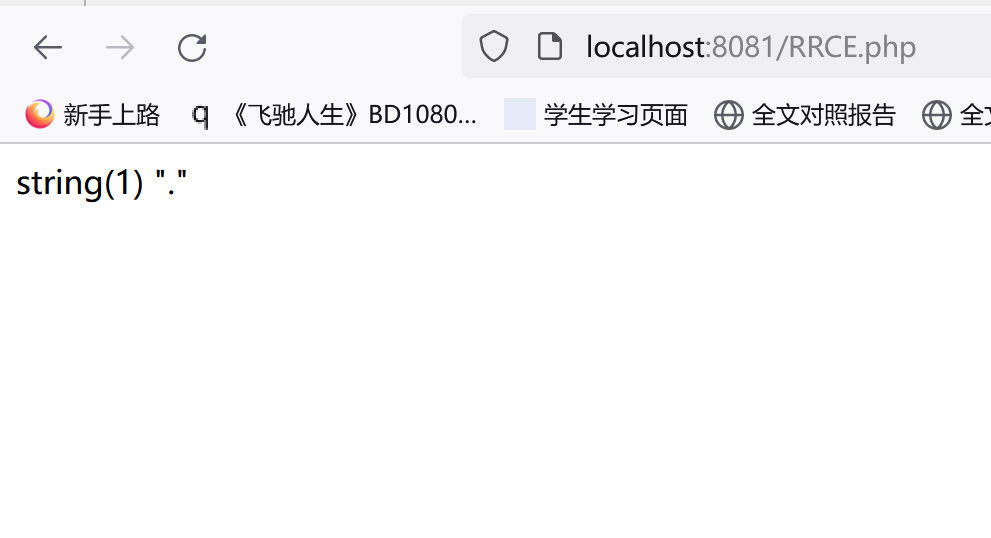 localhost:8081/RRCE.php
新手上路 q 《飞驰人生》BD1080... 学生学习页面 全文对照报告 全
string(1) "."